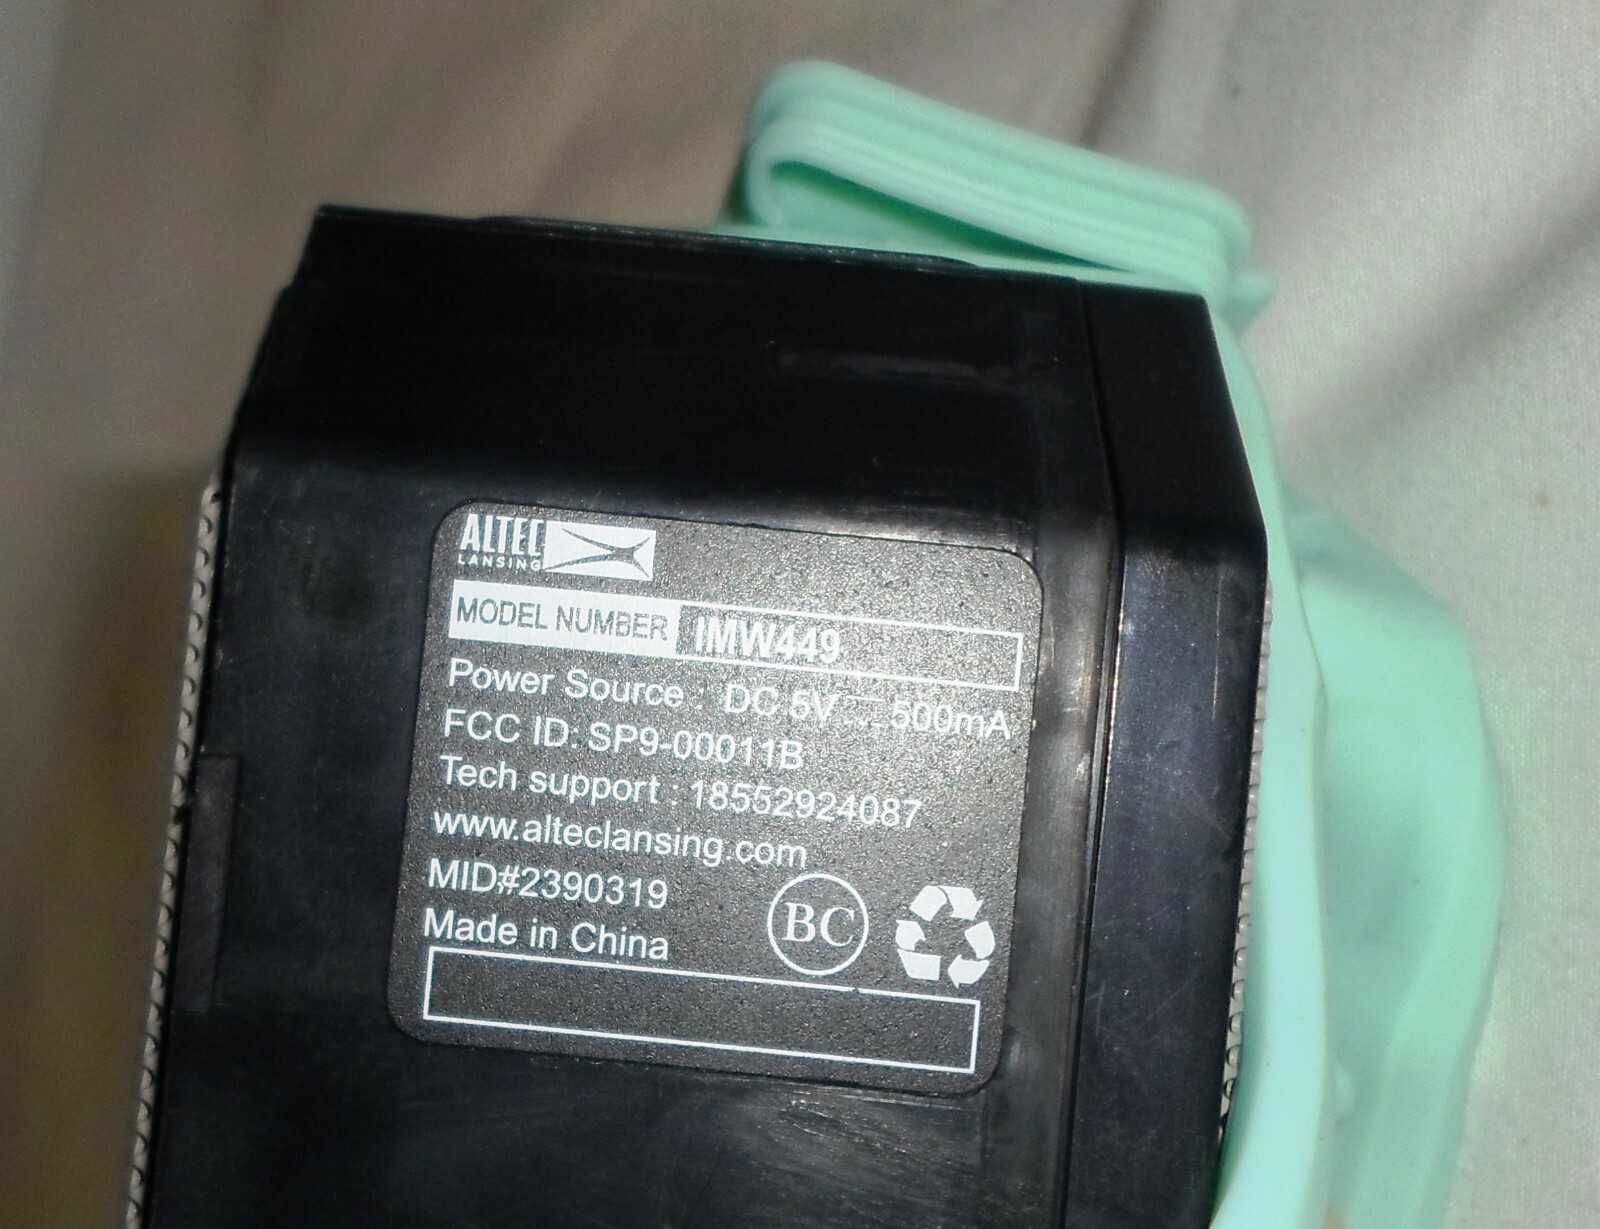 ALTEC
LANSING
MODEL NUMBER IMW449
Power Source : DC 5V ⎓ 500mA
FCC ID: SP9-00011B
Tech support : 18552924087
www.alteclansing.com
MID#2390319
Made in China
BC